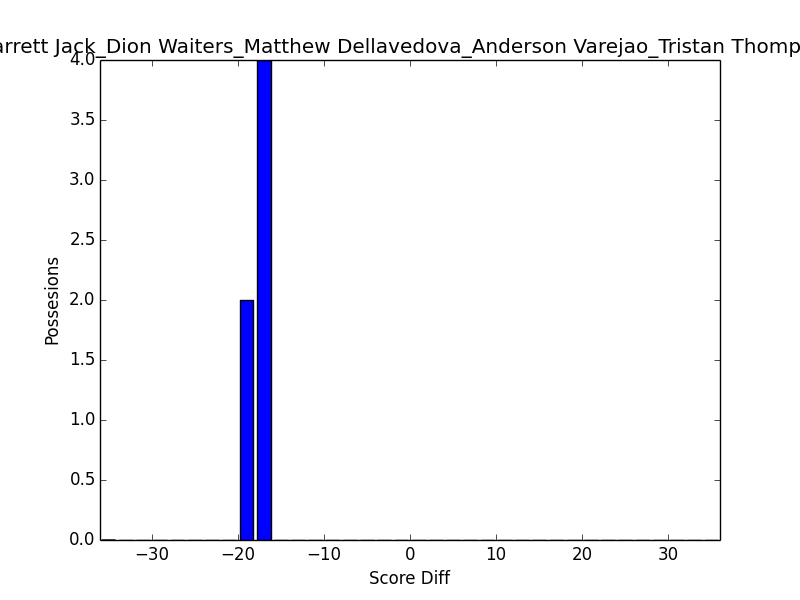 arrett Jack_Dion Waiters_Matthew Dellavedova_Anderson Varejao_Tristan Thomp
4.0
3.5
3.0
2.5
2.0
1.5
1.0
0.5
0.0
Possesions
−30 −20 −10 0 10 20 30
Score Diff